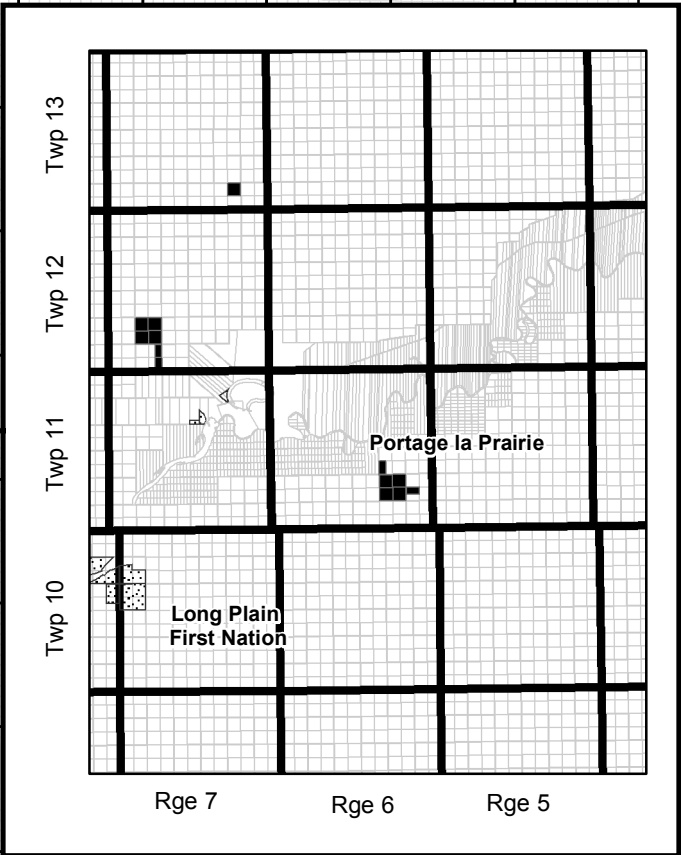 Twp 13
Twp 12
Twp 11
Portage la Prairie
Twp 10
Long Plain
First Nation
Rge 7
Rge 6
Rge 5